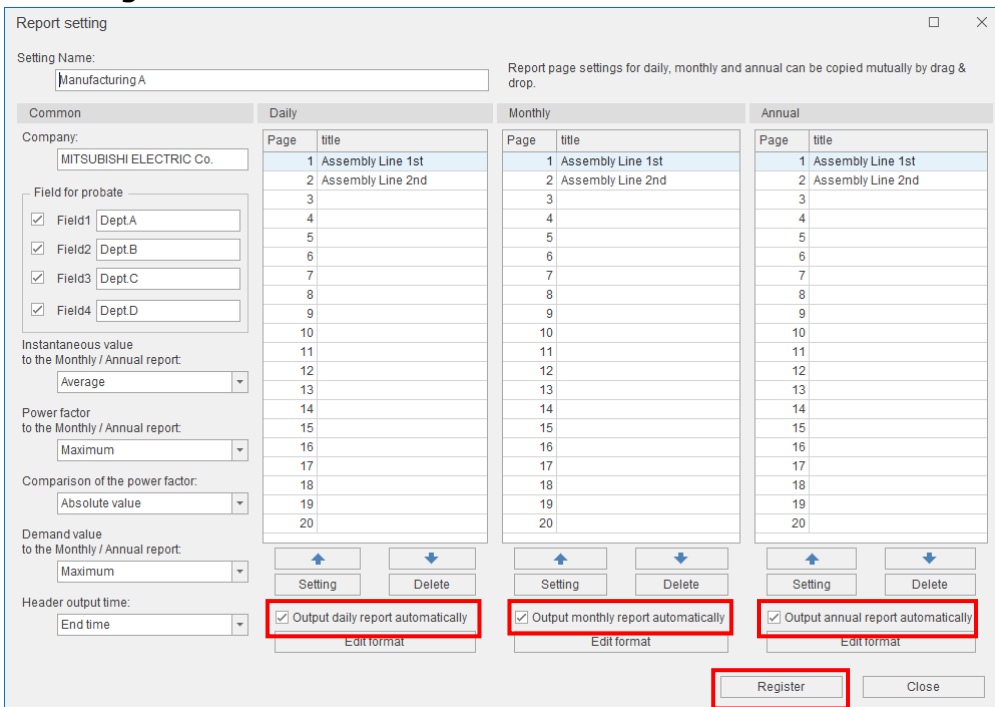 Report setting
Setting Name:
Manufacturing A
Report page settings for daily, monthly and annual can be copied mutually by drag &
drop.
Common
Company:
MITSUBISHI ELECTRIC Co.
Field for probate
Field1 Dept.A
Field2 Dept.B
Field3 Dept.C
Field4 Dept.D
Instantaneous value
to the Monthly / Annual report:
Average
Power factor
to the Monthly / Annual report:
Maximum
Comparison of the power factor:
Absolute value
Demand value
to the Monthly / Annual report:
Maximum
Header output time:
End time
Daily
Page title
1 Assembly Line 1st
2 Assembly Line 2nd
3
4
5
6
7
8
9
10
11
12
13
14
15
16
17
18
19
20
Setting Delete
Output daily report automatically
Edit format
Monthly
Page title
1 Assembly Line 1st
2 Assembly Line 2nd
3
4
5
6
7
8
9
10
11
12
13
14
15
16
17
18
19
20
Setting Delete
Output monthly report automatically
Edit format
Annual
Page title
1 Assembly Line 1st
2 Assembly Line 2nd
3
4
5
6
7
8
9
10
11
12
13
14
15
16
17
18
19
20
Setting Delete
Output annual report automatically
Edit format
Register Close